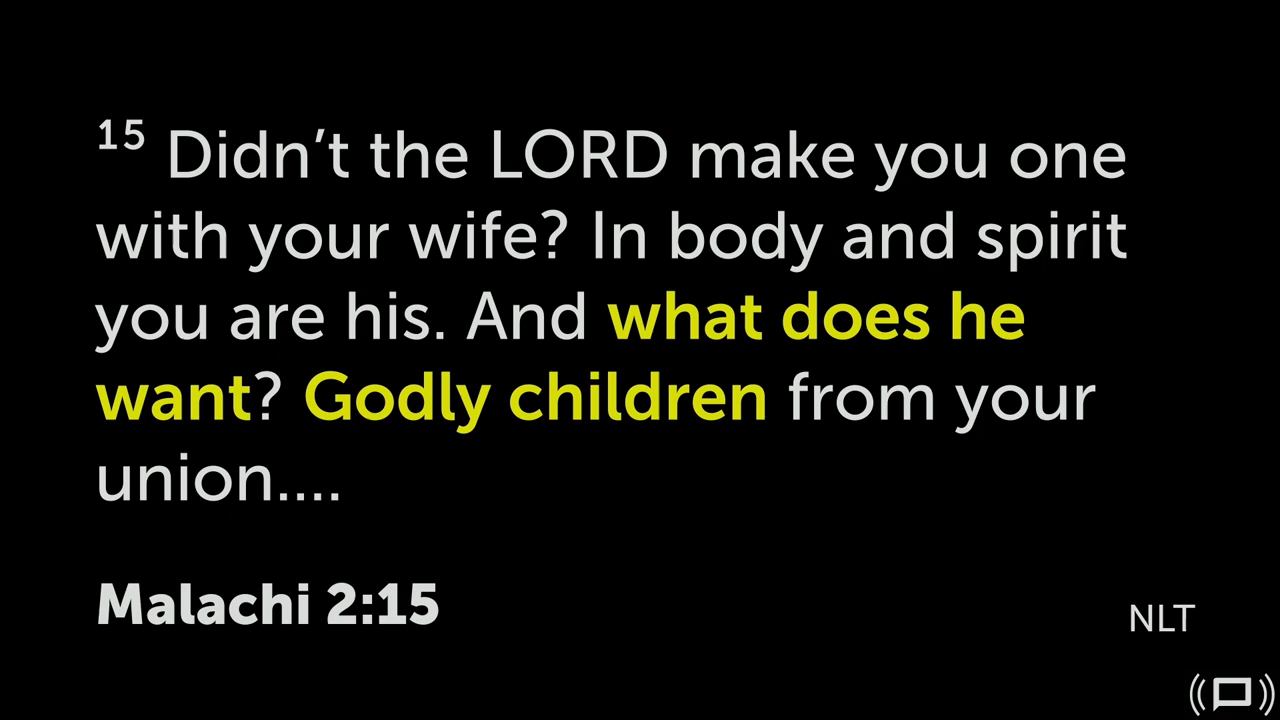 15 Didn’t the LORD make you one
with your wife? In body and spirit
you are his. And what does he
want? Godly children from your
union....
Malachi 2:15
NLT